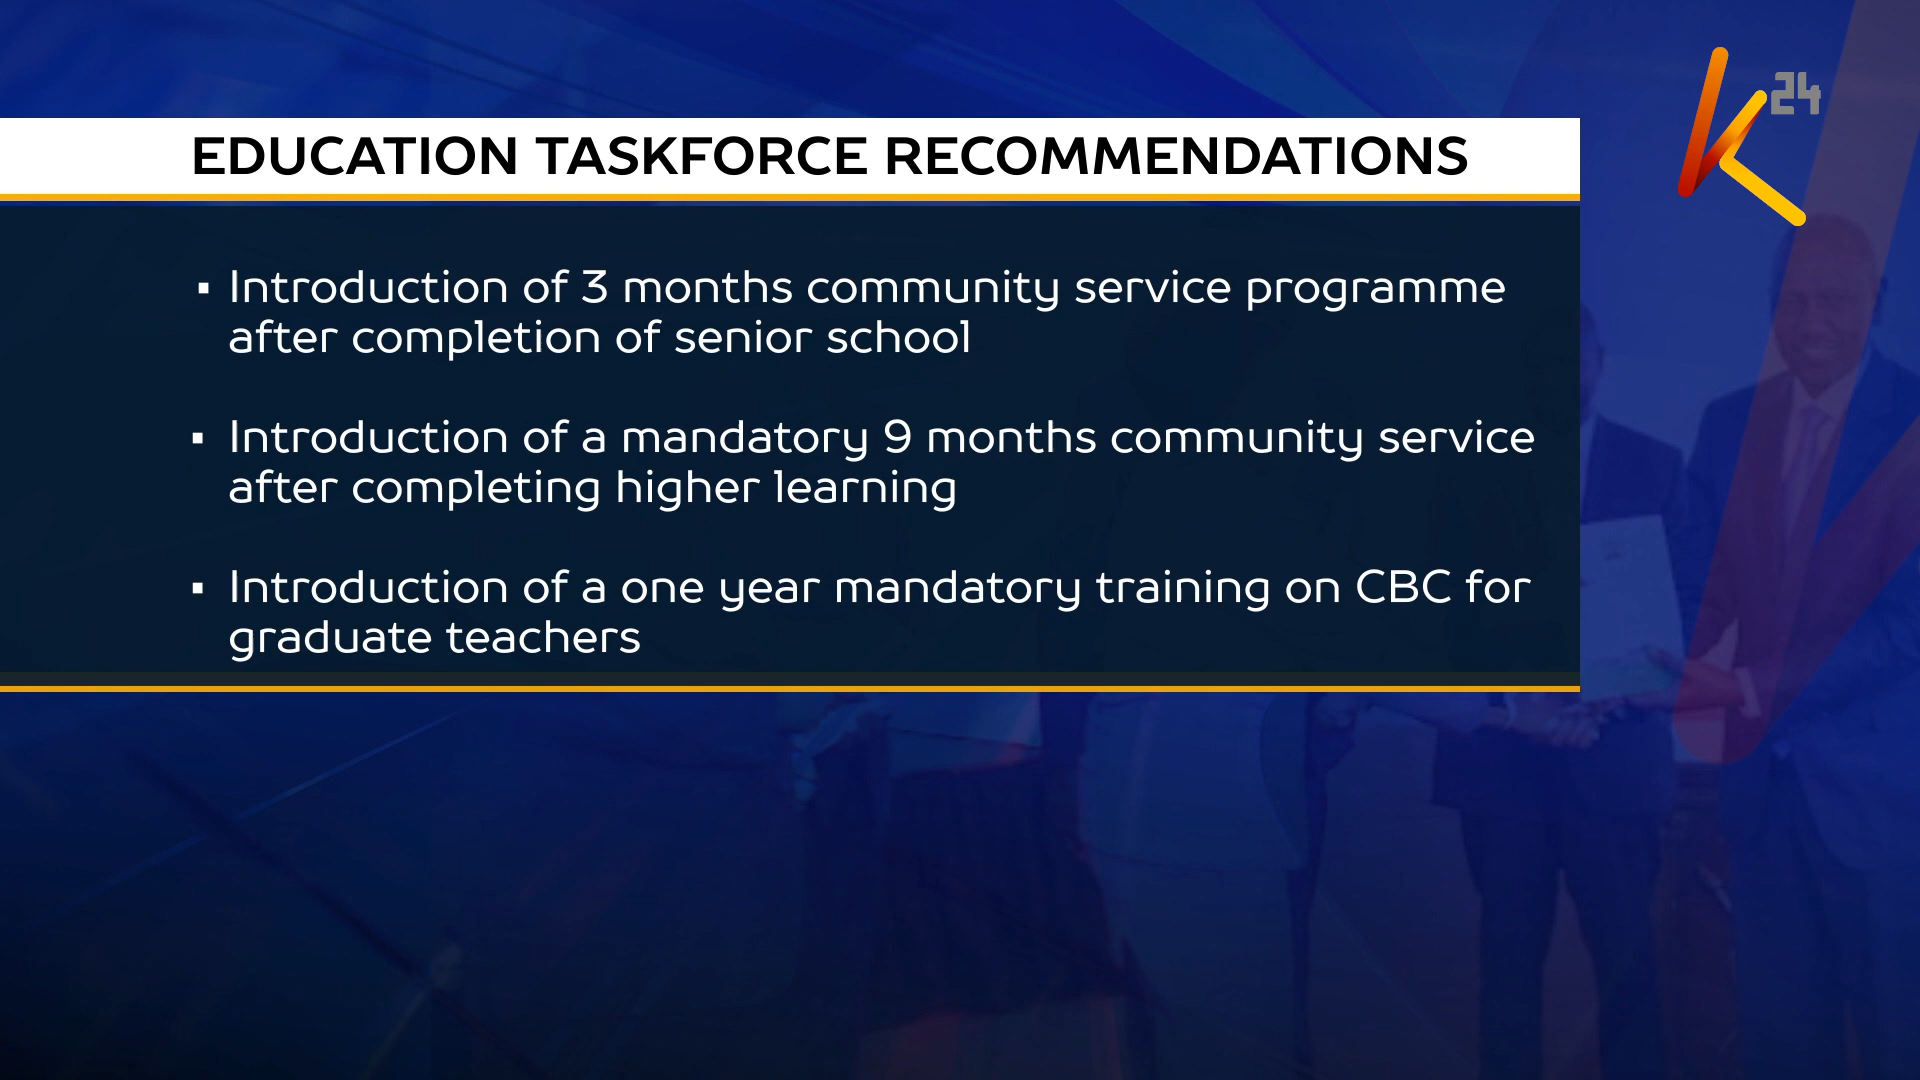 K24
EDUCATION TASKFORCE RECOMMENDATIONS
▪ Introduction of 3 months community service programme
after completion of senior school
▪ Introduction of a mandatory 9 months community service
after completing higher learning
▪ Introduction of a one year mandatory training on CBC for
graduate teachers